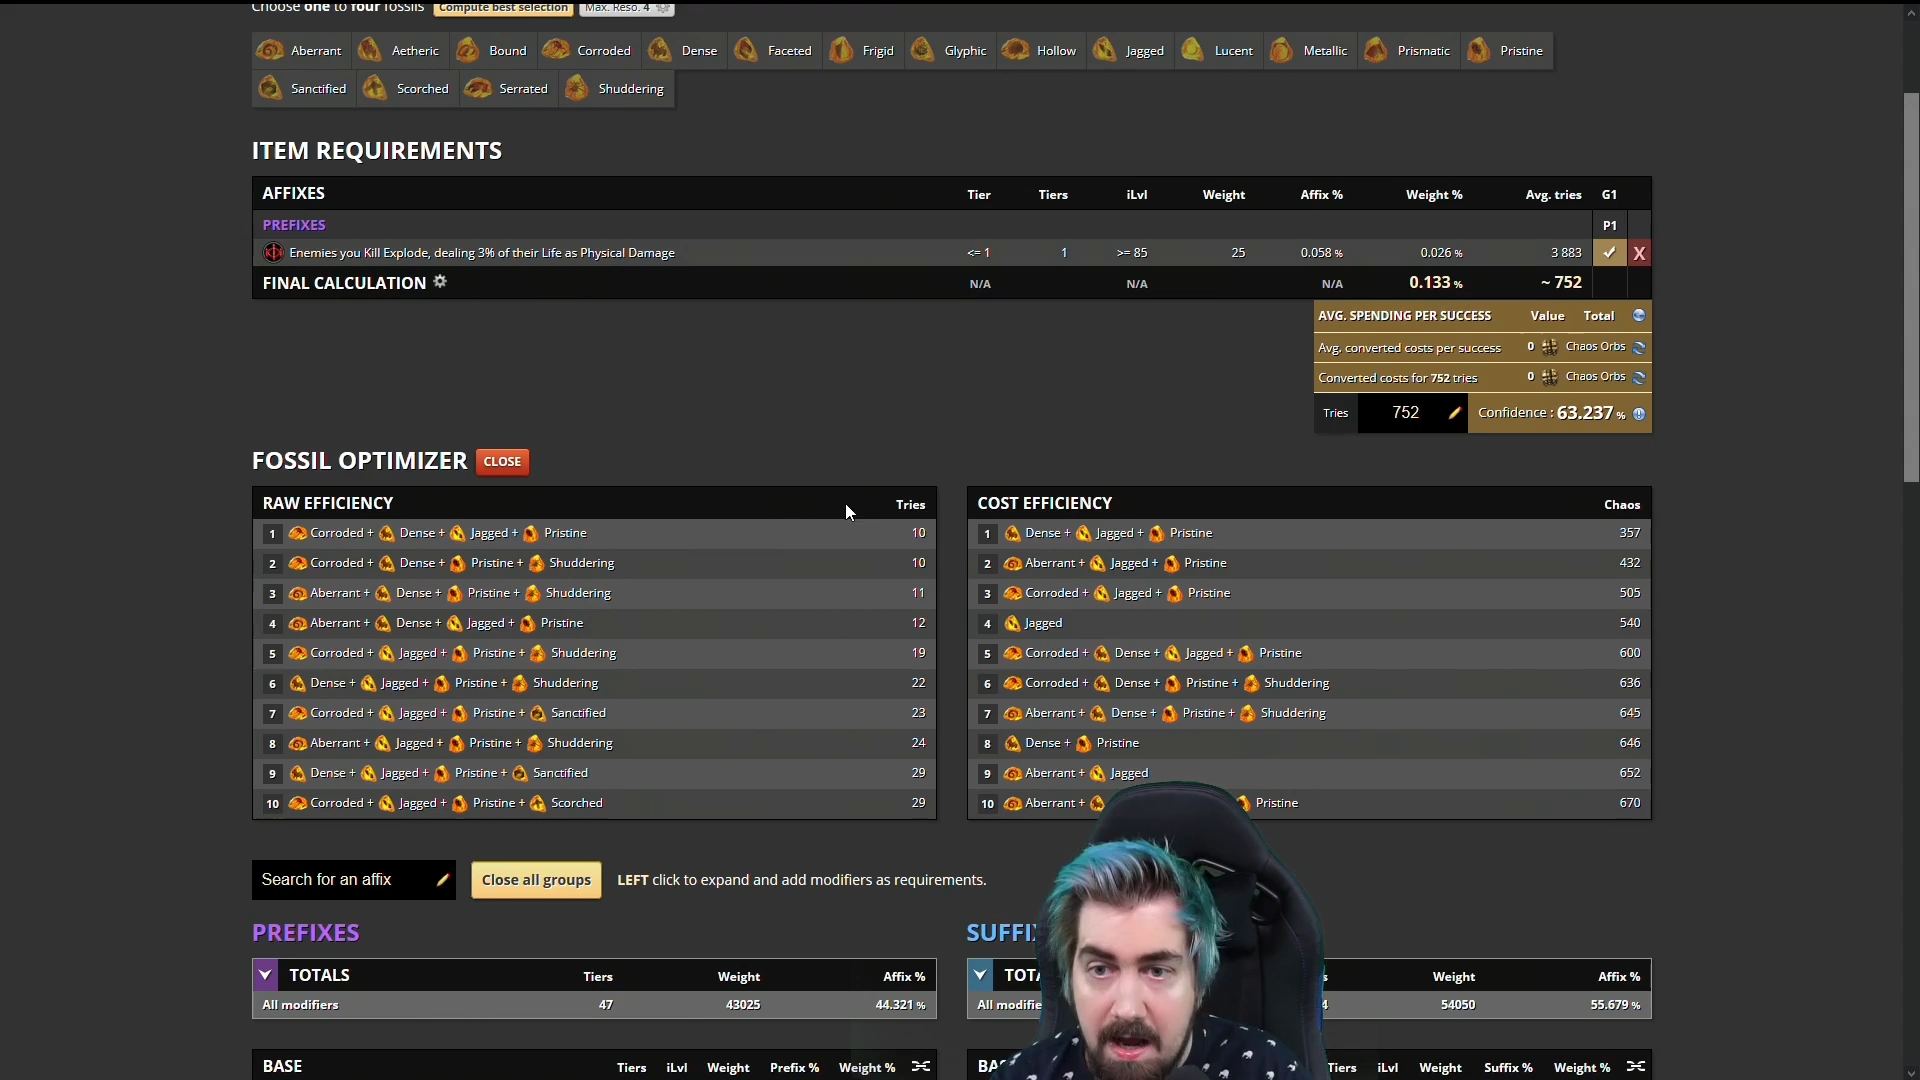 Choose one to four fossils Compute best selection Max. Reso. 4
Aberrant Aetheric Bound Corroded Dense Faceted Frigid Glyphic Hollow Jagged Lucent Metallic Prismatic Pristine
Sanctified Scorched Serrated Shuddering
ITEM REQUIREMENTS
AFFIXES Tier Tiers iLvl Weight Affix % Weight % Avg. tries G1
PREFIXES P1
Enemies you Kill Explode, dealing 3% of their Life as Physical Damage <= 1 1 >= 85 25 0.058 % 0.026 % 3 883 X
FINAL CALCULATION N/A N/A N/A 0.133 % ~ 752
AVG. SPENDING PER SUCCESS Value Total
Avg. converted costs per success 0 Chaos Orbs
Converted costs for 752 tries 0 Chaos Orbs
Tries 752 Confidence : 63.237 %
FOSSIL OPTIMIZER CLOSE
RAW EFFICIENCY Tries
1 Corroded + Dense + Jagged + Pristine 10
2 Corroded + Dense + Pristine + Shuddering 10
3 Aberrant + Dense + Pristine + Shuddering 11
4 Aberrant + Dense + Jagged + Pristine 12
5 Corroded + Jagged + Pristine + Shuddering 19
6 Dense + Jagged + Pristine + Shuddering 22
7 Corroded + Jagged + Pristine + Sanctified 23
8 Aberrant + Jagged + Pristine + Shuddering 24
9 Dense + Jagged + Pristine + Sanctified 29
10 Corroded + Jagged + Pristine + Scorched 29
COST EFFICIENCY Chaos
1 Dense + Jagged + Pristine 357
2 Aberrant + Jagged + Pristine 432
3 Corroded + Jagged + Pristine 505
4 Jagged 540
5 Corroded + Dense + Jagged + Pristine 600
6 Corroded + Dense + Pristine + Shuddering 636
7 Aberrant + Dense + Pristine + Shuddering 645
8 Dense + Pristine 646
9 Aberrant + Jagged 652
10 Aberrant + Pristine 670
Search for an affix Close all groups LEFT click to expand and add modifiers as requirements.
PREFIXES
TOTALS Tiers Weight Affix %
All modifiers 47 43025 44.321 %
BASE Tiers iLvl Weight Prefix % Weight %
SUFFI
TOTA Weight Affix %
All modifie 4 54050 55.679 %
BA Tiers iLvl Weight Suffix % Weight %